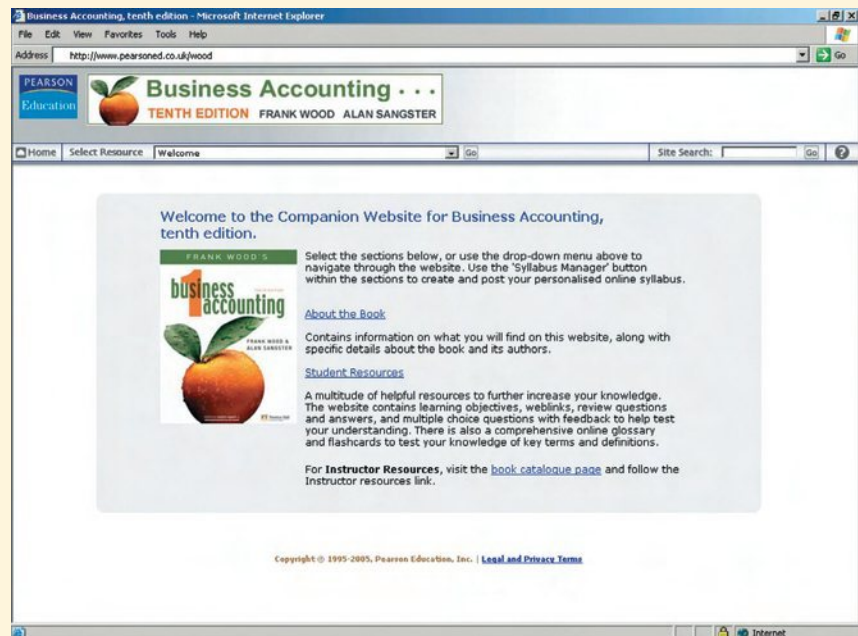 Business Accounting, tenth edition - Microsoft Internet Explorer
File Edit View Favorites Tools Help
Address http://www.pearsoned.co.uk/wood Go
PEARSON
Education
Business Accounting . . .
TENTH EDITION FRANK WOOD ALAN SANGSTER
Home Select Resource Welcome Go Site Search: Go ?
Welcome to the Companion Website for Business Accounting,
tenth edition.
FRANK WOOD'S
business
1
accounting
FRANK WOOD &
ALAN SANGSTER
Select the sections below, or use the drop-down menu above to
navigate through the website. Use the 'Syllabus Manager' button
within the sections to create and post your personalised online syllabus.
About the Book
Contains information on what you will find on this website, along with
specific details about the book and its authors.
Student Resources
A multitude of helpful resources to further increase your knowledge.
The website contains learning objectives, weblinks, review questions
and answers, and multiple choice questions with feedback to help test
your understanding. There is also a comprehensive online glossary
and flashcards to test your knowledge of key terms and definitions.
For Instructor Resources, visit the book catalogue page and follow the
Instructor resources link.
Copyright © 1995-2005, Pearson Education, Inc. | Legal and Privacy Terms
Internet